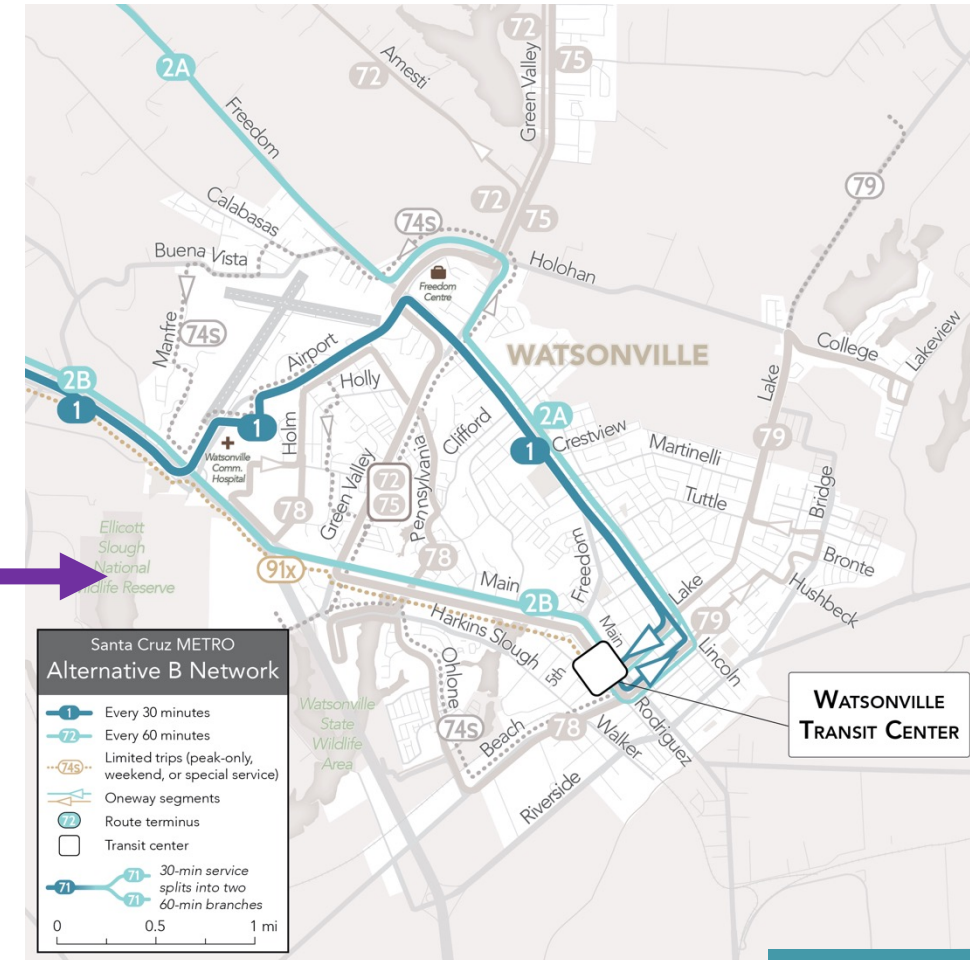 72
75
2A
Amesti
72
Green Valley
Freedom
79
72
75
Calabasas
74S
Buena Vista
Holohan
Freedom
Centre
Manfre
74S
Airport
WATSONVILLE
College
Lakeview
Lake
2B
1
Holly
2A
Crestview
Clifford
1
1
Holm
Watsonville
Comm.
Hospital
Martinelli
79
Tuttle
Bridge
Green Valley
72
75
Pennsylvania
78
Ellicott
Slough
National
Wildlife Reserve
91x
78
Main
2B
Freedom
Bronte
Hushbeck
Lake
79
Lincoln
Main
Harkins Slough
5th
Ohlone
Watsonville
State
Wildlife
Area
74S
Beach
78
Walker
Rodriguez
Riverside
WATSONVILLE
TRANSIT CENTER
Santa Cruz METRO
Alternative B Network
1 Every 30 minutes
72 Every 60 minutes
74S Limited trips (peak-only,
weekend, or special service)
Oneway segments
72 Route terminus
Transit center
71 71 71 30-min service
splits into two
60-min branches
0 0.5 1 mi